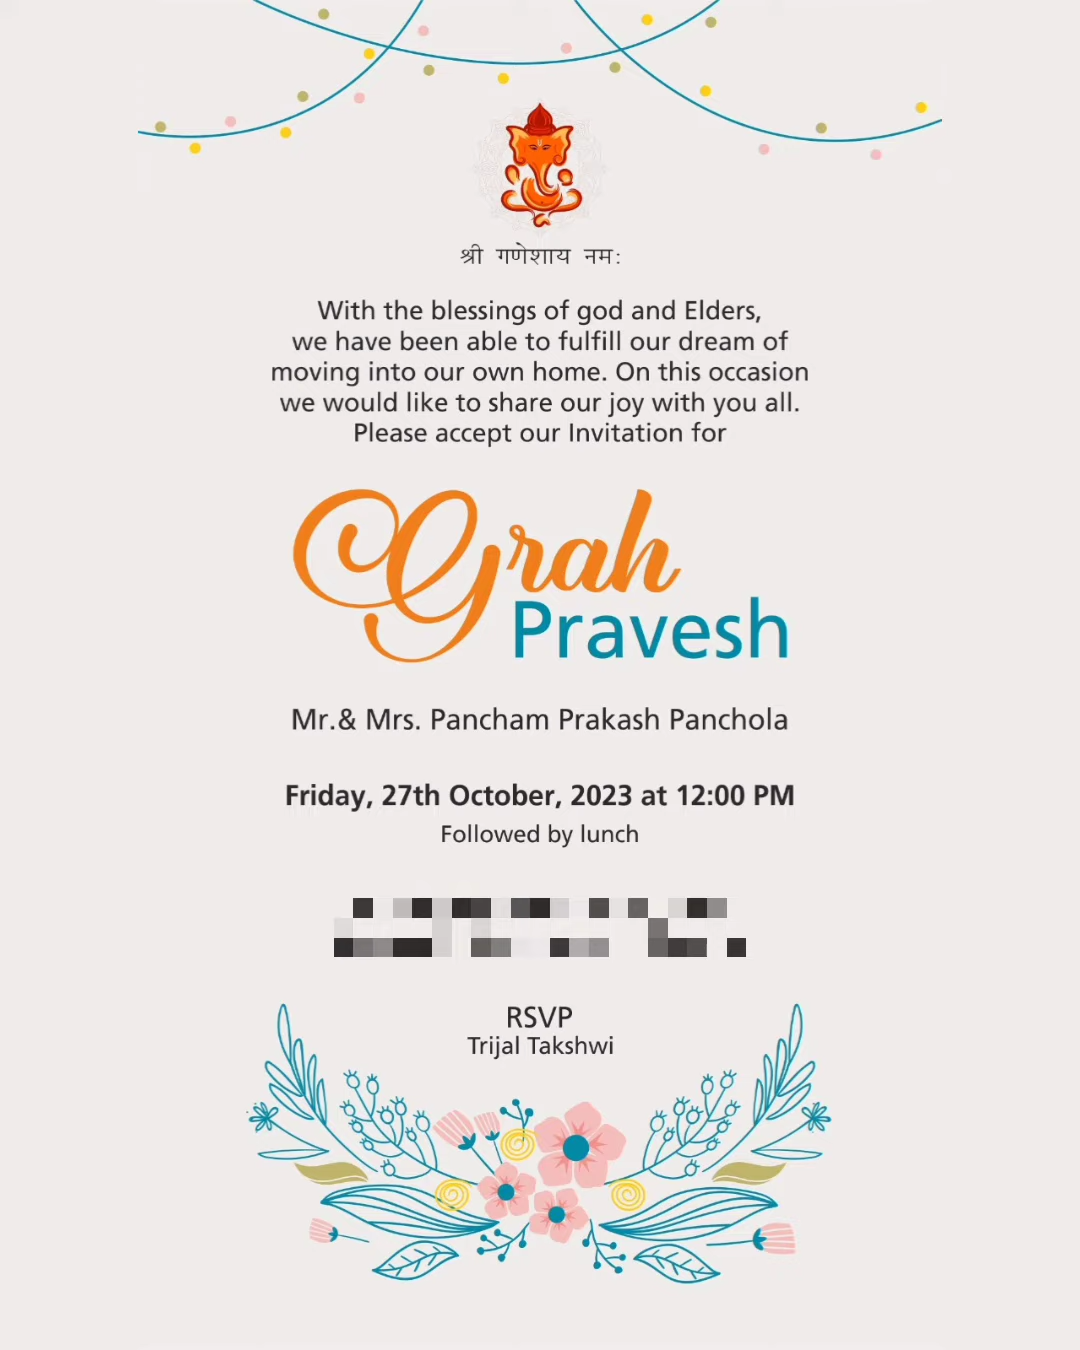 श्री गणेशाय नम:
With the blessings of god and Elders,
we have been able to fulfill our dream of
moving into our own home. On this occasion
we would like to share our joy with you all.
Please accept our Invitation for
Grah
Pravesh
Mr.& Mrs. Pancham Prakash Panchola
Friday, 27th October, 2023 at 12:00 PM
Followed by lunch
RSVP
Trijal Takshwi